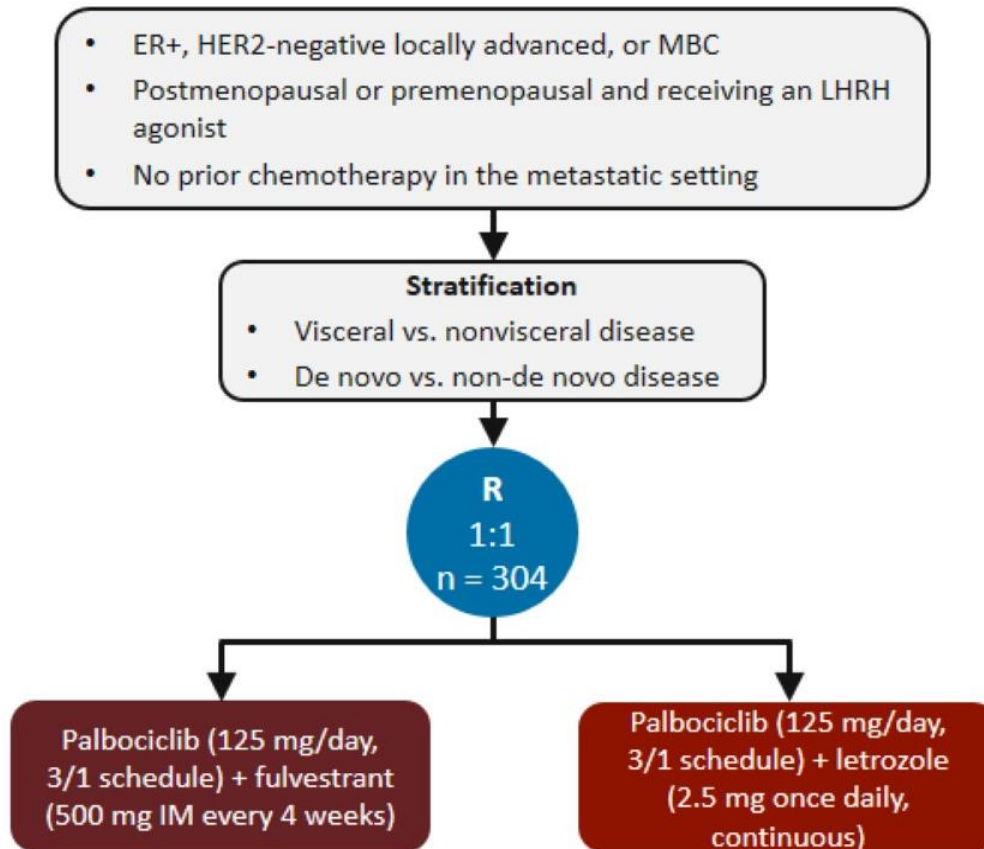 • ER+, HER2-negative locally advanced, or MBC
• Postmenopausal or premenopausal and receiving an LHRH
agonist
• No prior chemotherapy in the metastatic setting
Stratification
• Visceral vs. nonvisceral disease
• De novo vs. non-de novo disease
R
1:1
n = 304
Palbociclib (125 mg/day,
3/1 schedule) + fulvestrant
(500 mg IM every 4 weeks)
Palbociclib (125 mg/day,
3/1 schedule) + letrozole
(2.5 mg once daily,
continuous)